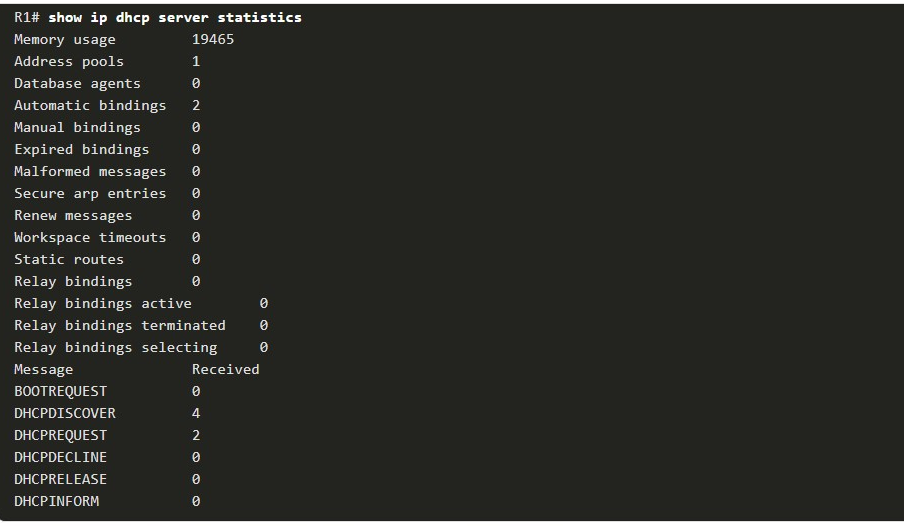 R1# show ip dhcp server statistics
Memory usage 19465
Address pools 1
Database agents 0
Automatic bindings 2
Manual bindings 0
Expired bindings 0
Malformed messages 0
Secure arp entries 0
Renew messages 0
Workspace timeouts 0
Static routes 0
Relay bindings 0
Relay bindings active 0
Relay bindings terminated 0
Relay bindings selecting 0
Message Received
BOOTREQUEST 0
DHCPDISCOVER 4
DHCPREQUEST 2
DHCPDECLINE 0
DHCPRELEASE 0
DHCPINFORM 0